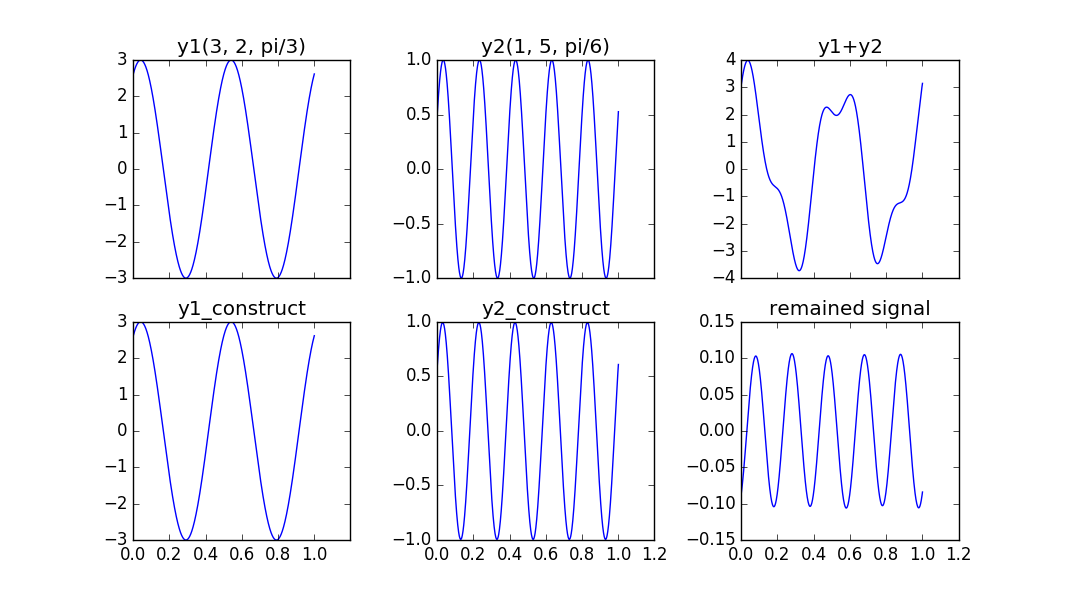 y1(3, 2, pi/3) y2(1, 5, pi/6) y1+y2
3 1.0 4
3
2
0.5 2
1
1
0 0.0 0
−1
−1
−0.5 −2
−2
−3
−3 −1.0 −4
y1_construct y2_construct remained signal
3 1.0 0.15
2 0.10
0.5
1 0.05
0 0.0 0.00
−1 −0.05
−0.5
−2 −0.10
−3 −1.0 −0.15
0.0 0.2 0.4 0.6 0.8 1.0 0.0 0.2 0.4 0.6 0.8 1.0 1.2 0.0 0.2 0.4 0.6 0.8 1.0 1.2